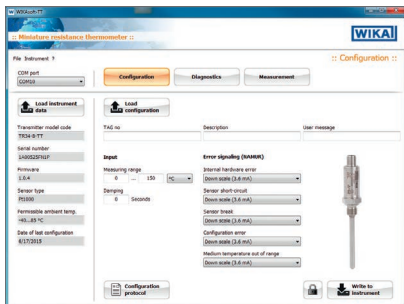 WIKAsoft-TT
:: Miniature resistance thermometer ::
WIKA
File Instrument ?
:: Configuration ::
COM port
COM10
Configuration
Diagnostics
Measurement
Load instrument data
Load configuration
Transmitter model code
TR34-B-TT
TAG no
Description
User message
Serial number
1A00525FH1P
Firmware
1.0.4
Sensor type
Pt1000
Permissible ambient temp.
-40...85 °C
Date of last configuration
8/17/2015
Input
Measuring range
0 ... 150 °C
Damping
0 Seconds
Error signaling (NAMUR)
Internal hardware error
Down scale (3.6 mA)
Sensor short-circuit
Down scale (3.6 mA)
Sensor break
Down scale (3.6 mA)
Configuration error
Down scale (3.6 mA)
Medium temperature out of range
Down scale (3.6 mA)
Configuration protocol
Write to instrument